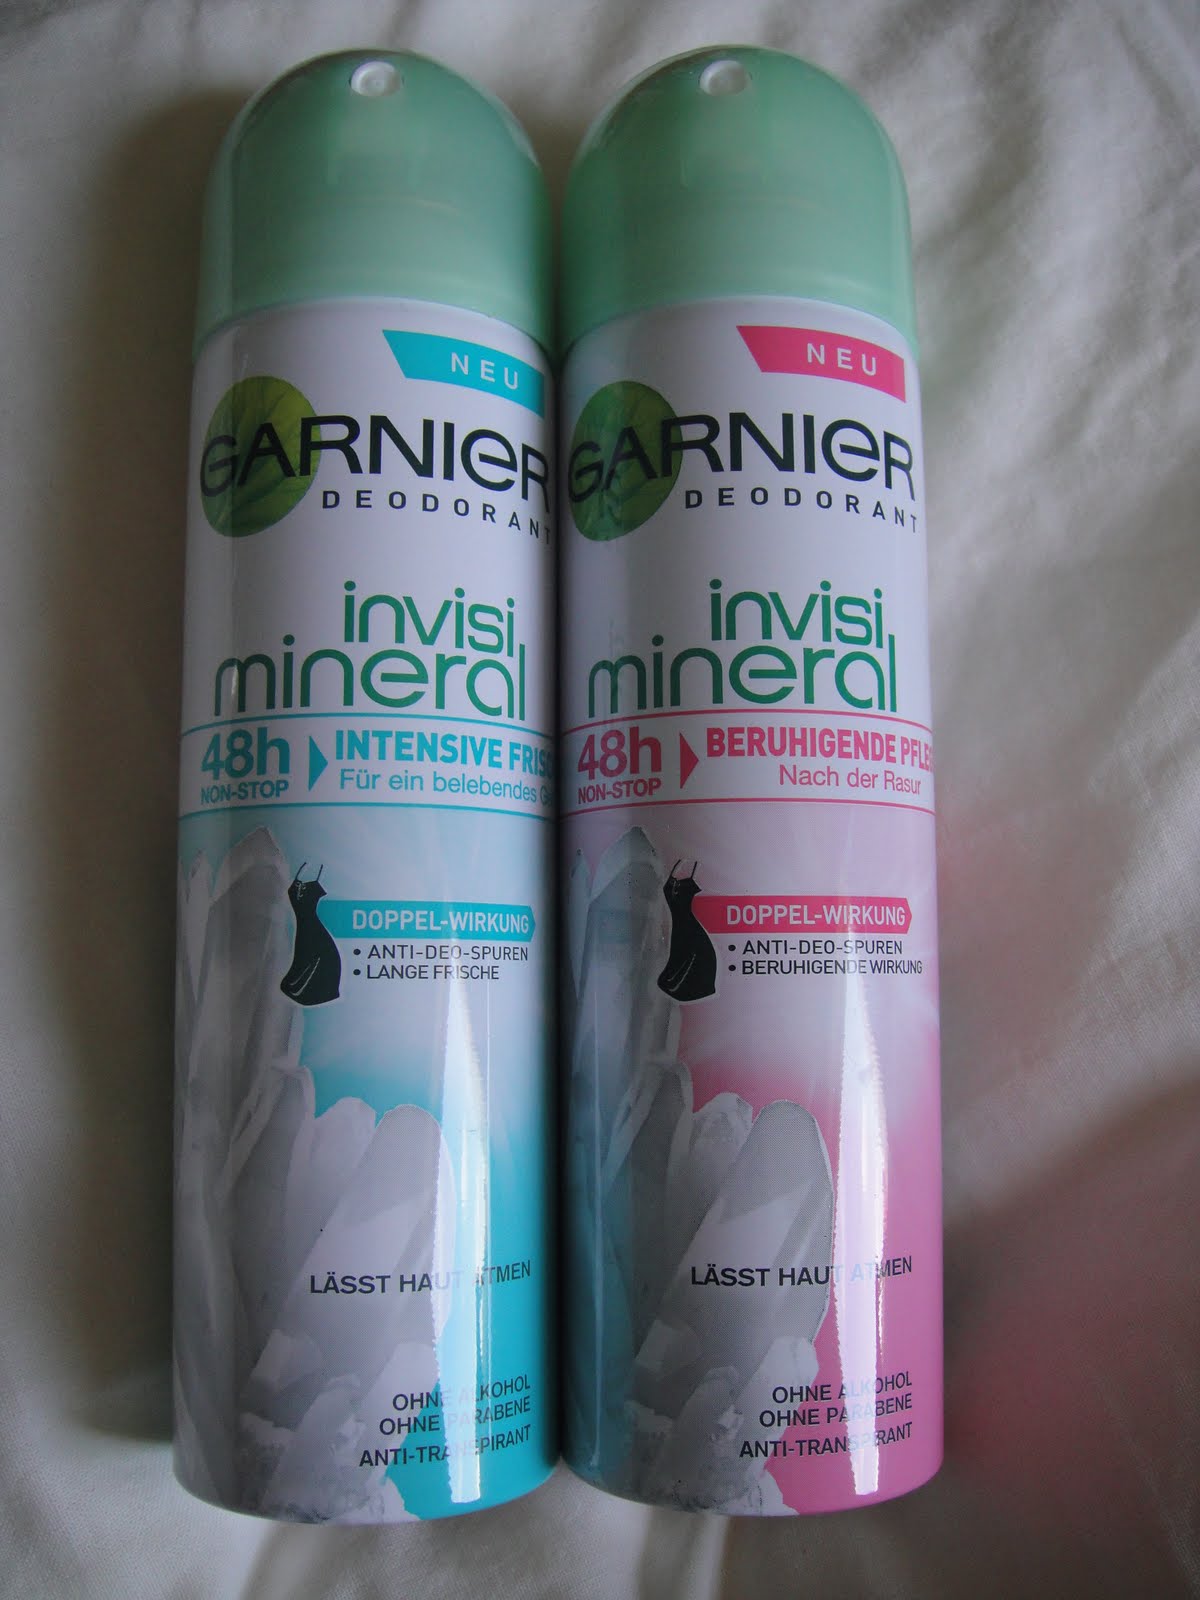 NEU
GARNIER
DEODORANT
invisi
mineral
48h
NON-STOP
INTENSIVE
Für ein belebendes
DOPPEL-WIRKUNG
• ANTI-DEO-SPUREN
• LANGE FRISCHE
LÄSST HAUT ATMEN
OHNE ALKOHOL
OHNE PARABENE
ANTI-TRANSPIRANT
NEU
GARNIER
DEODORANT
invisi
mineral
48h
NON-STOP
BERUHIGENDE
Nach der Rasur
DOPPEL-WIRKUNG
• ANTI-DEO-SPUREN
• BERUHIGENDE WIRKUNG
LÄSST HAUT ATMEN
OHNE ALKOHOL
OHNE PARABENE
ANTI-TRANSPIRANT